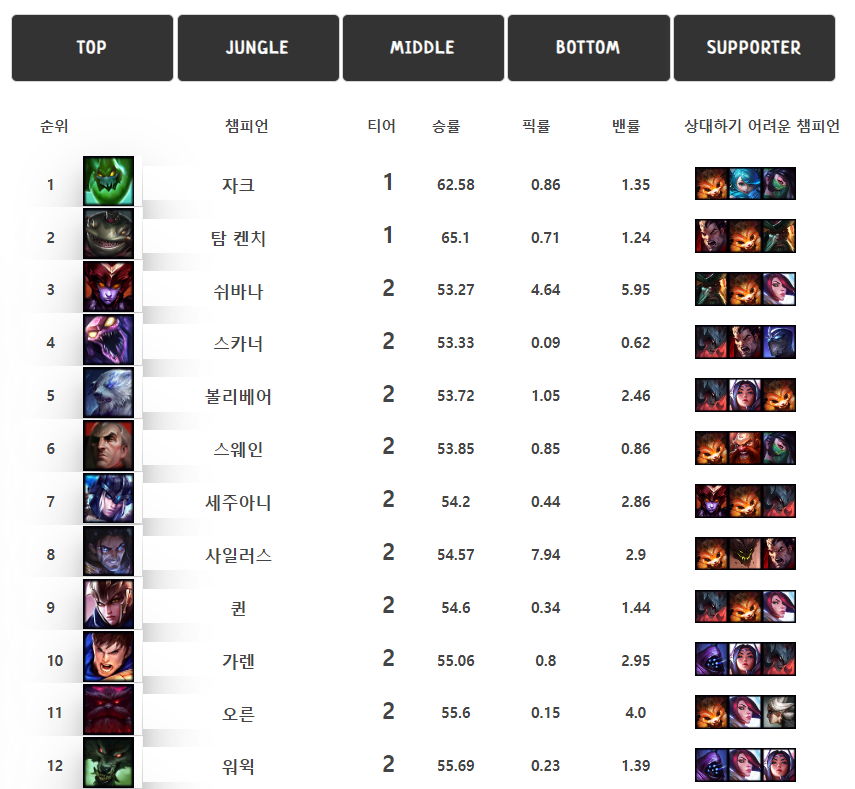 TOP JUNGLE MIDDLE BOTTOM SUPPORTER
순위 챔피언 티어 승률 픽률 밴률 상대하기 어려운 챔피언
1 자크 1 62.58 0.86 1.35
2 탐 켄치 1 65.1 0.71 1.24
3 쉬바나 2 53.27 4.64 5.95
4 스카너 2 53.33 0.09 0.62
5 볼리베어 2 53.72 1.05 2.46
6 스웨인 2 53.85 0.85 0.86
7 세주아니 2 54.2 0.44 2.86
8 사일러스 2 54.57 7.94 2.9
9 퀸 2 54.6 0.34 1.44
10 가렌 2 55.06 0.8 2.95
11 오른 2 55.6 0.15 4.0
12 워윅 2 55.69 0.23 1.39